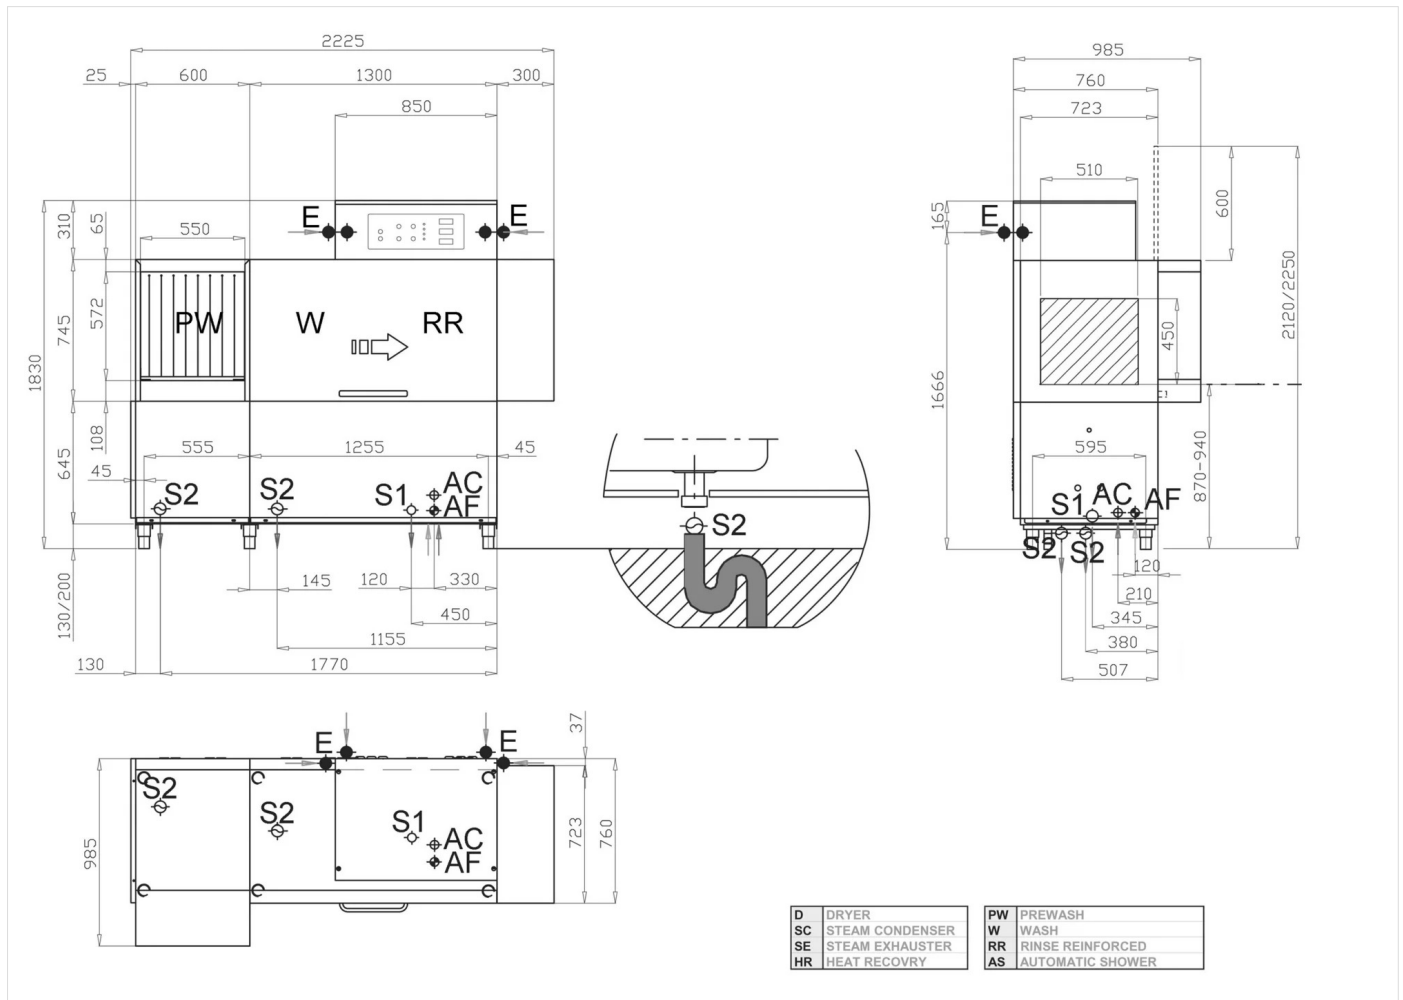 2225
985
25 600 1300 300
760
850
723
510
E E
E
550
310
65
165
600
572
745
1830
PW W RR
450
1666
2120/2250
108
645
555 1255 45
45
595
870-940
S2 S2 S1 AC
AF
S2
S1 AC AF
S2 S2
130/200
145 120 330
120
210
450
345
1155
380
130 1770
507
E E
37
S2
S2
S1
AC
AF
985
723
760
D DRYER
SC STEAM CONDENSER
SE STEAM EXHAUSTER
HR HEAT RECOVRY
PW PREWASH
W WASH
RR RINSE REINFORCED
AS AUTOMATIC SHOWER